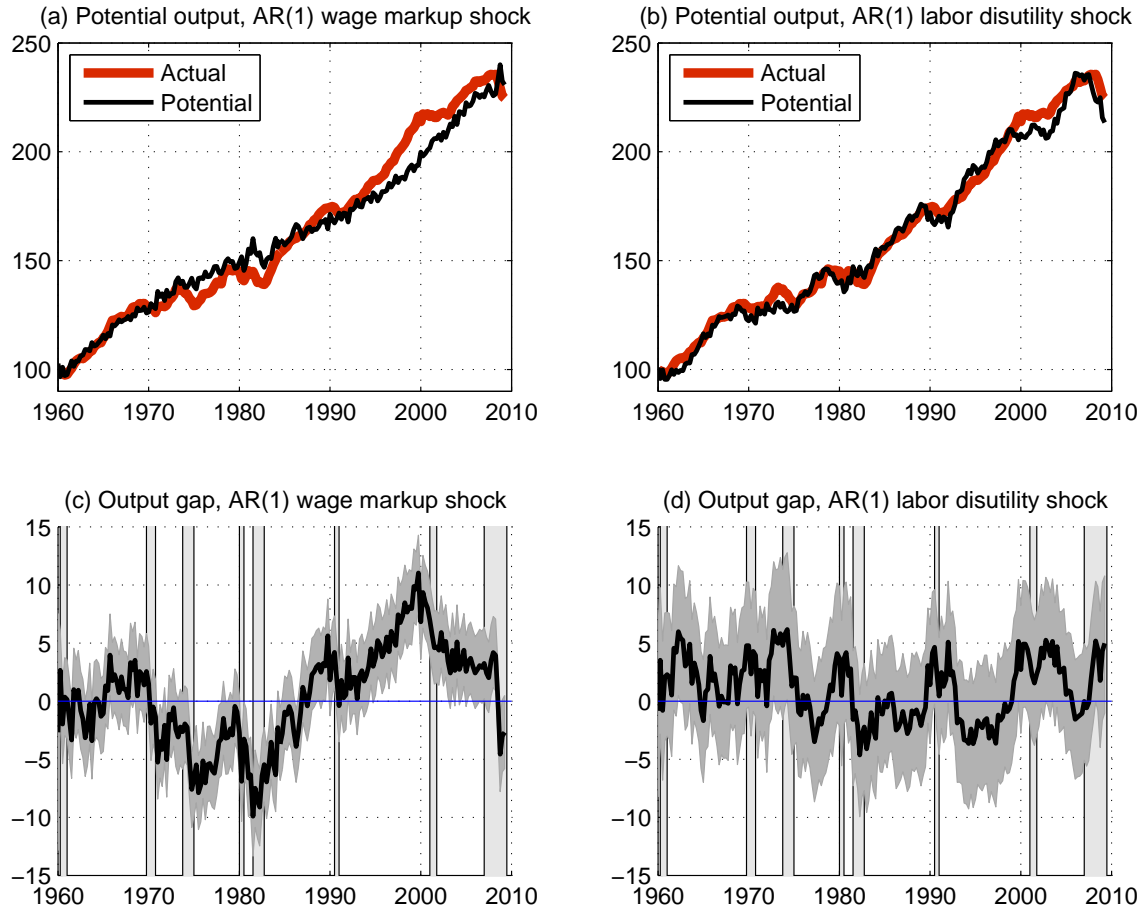 (a) Potential output, AR(1) wage markup shock
250
200
150
100
1960 1970 1980 1990 2000 2010
Actual
Potential
(b) Potential output, AR(1) labor disutility shock
250
200
150
100
1960 1970 1980 1990 2000 2010
Actual
Potential
(c) Output gap, AR(1) wage markup shock
15
10
5
0
−5
−10
−15
1960 1970 1980 1990 2000 2010
(d) Output gap, AR(1) labor disutility shock
15
10
5
0
−5
−10
−15
1960 1970 1980 1990 2000 2010